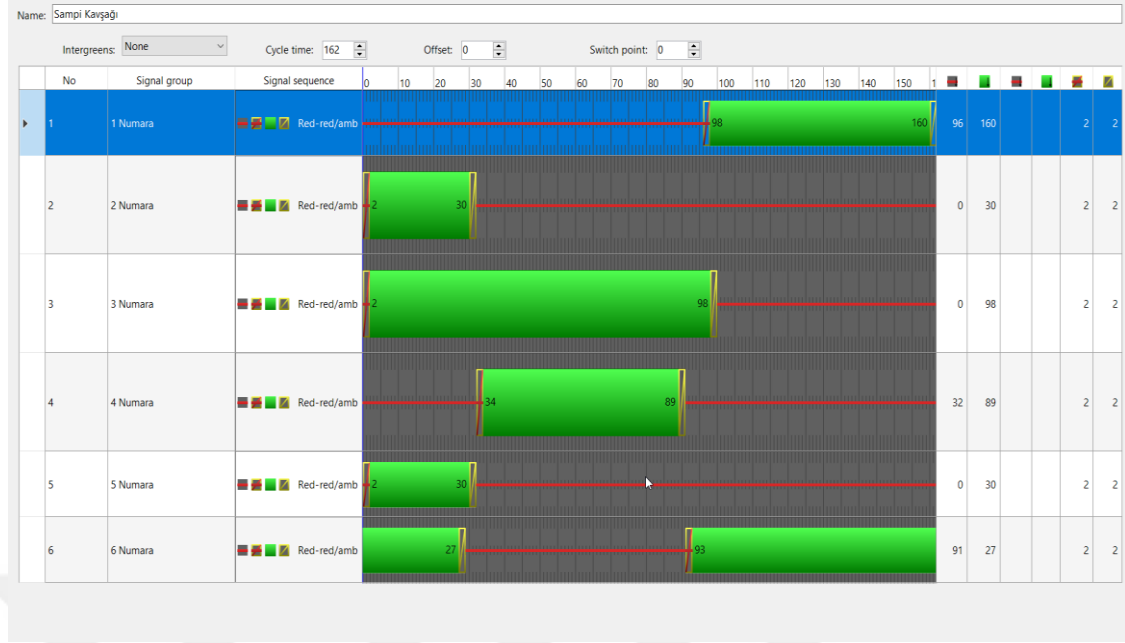 Name: Sampi Kavşağı
Intergreens: None Cycle time: 162 Offset: 0 Switch point: 0
No Signal group Signal sequence 0 10 20 30 40 50 60 70 80 90 100 110 120 130 140 150 1
1 1 Numara Red-red/amb 98 160 96 160 2 2
2 2 Numara Red-red/amb 2 30 0 30 2 2
3 3 Numara Red-red/amb 2 98 0 98 2 2
4 4 Numara Red-red/amb 34 89 32 89 2 2
5 5 Numara Red-red/amb 2 30 0 30 2 2
6 6 Numara Red-red/amb 27 93 91 27 2 2